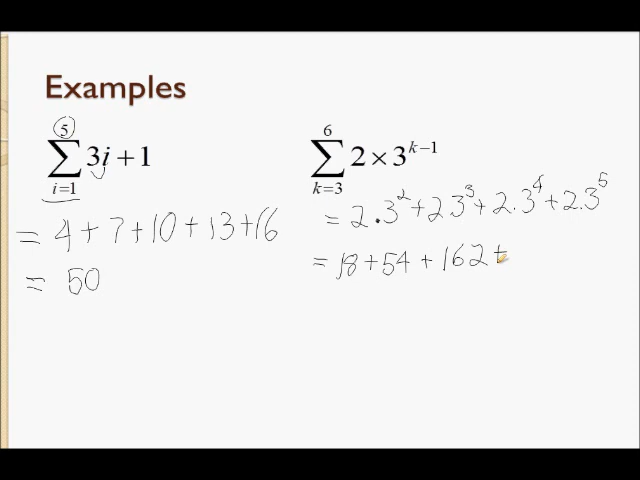 Examples
5
∑ 3i + 1
i=1
= 4 + 7 + 10 + 13 + 16
= 50
6
∑ 2 × 3^{k−1}
k=3
= 2 · 3^2 + 2 · 3^3 + 2 · 3^4 + 2 · 3^5
= 18 + 54 + 162 +